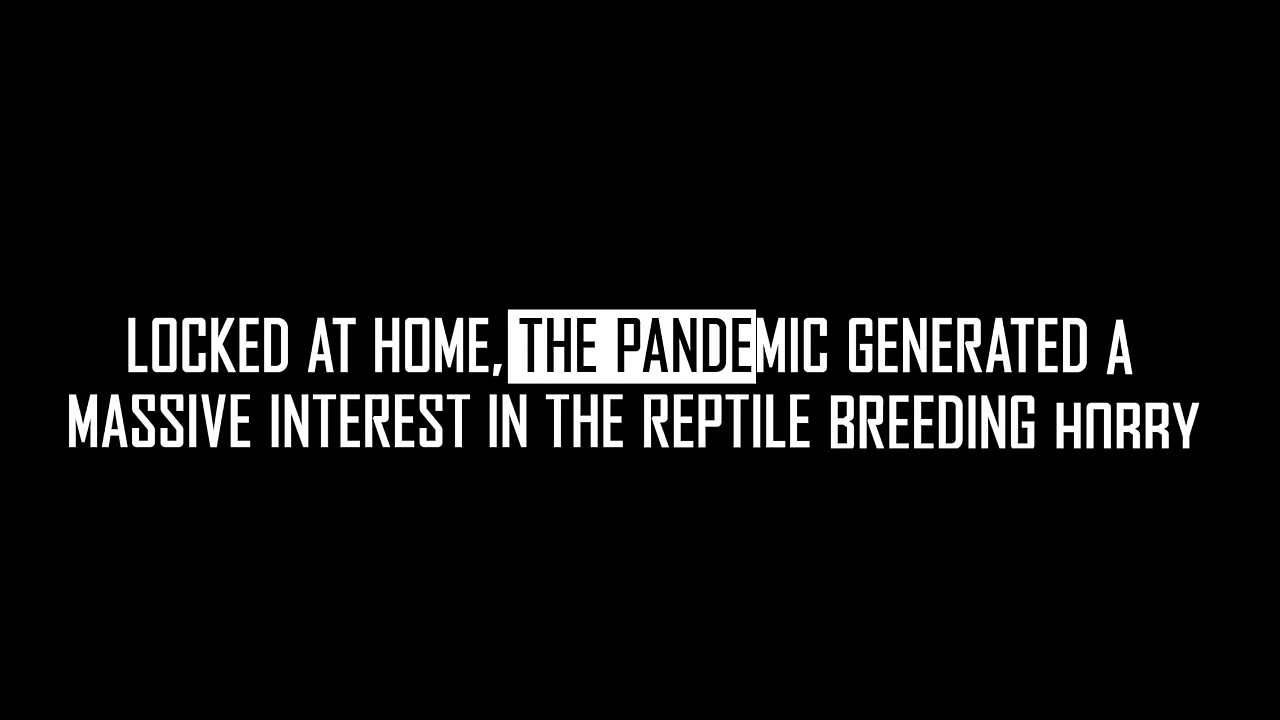 LOCKED AT HOME, THE PANDEMIC GENERATED A
MASSIVE INTEREST IN THE REPTILE BREEDING